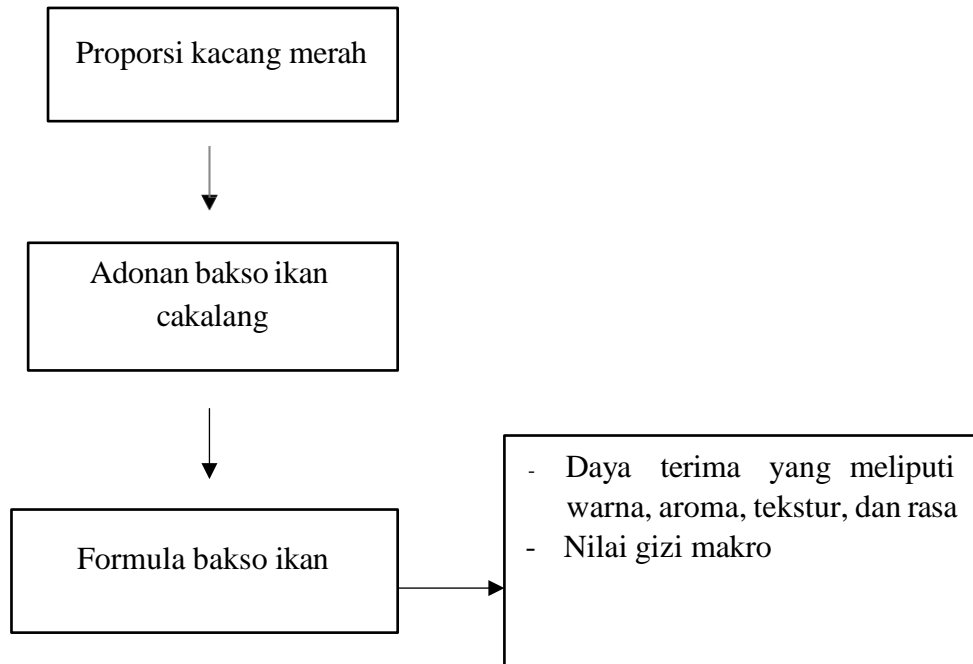 Proporsi kacang merah
Adonan bakso ikan
cakalang
Formula bakso ikan
- Daya terima yang meliputi
warna, aroma, tekstur, dan rasa
- Nilai gizi makro